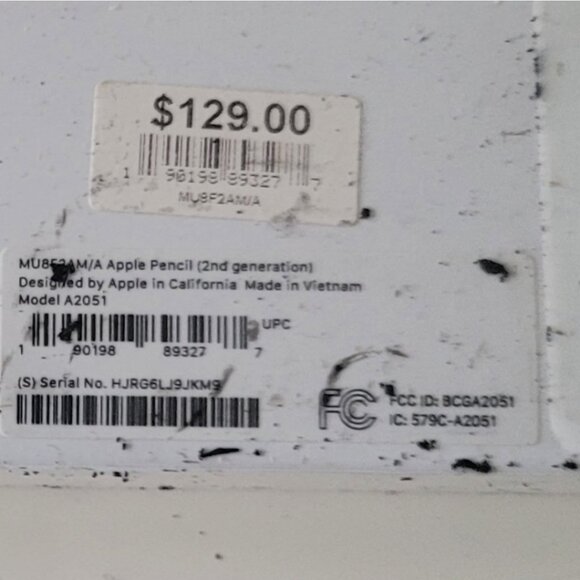 $129.00
1 90198 89327 7
MU8F2AM/A
MU8F2AM/A Apple Pencil (2nd generation)
Designed by Apple in California Made in Vietnam
Model A2051
UPC
1 90198 89327 7
(S) Serial No. HJRG6LJ9JKM9
FC
FCC ID: BCGA2051
IC: 579C-A2051